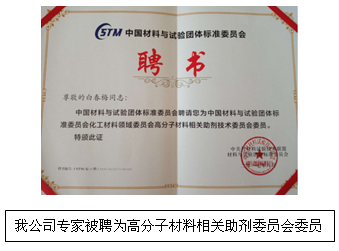 CSTM 中国材料与试验团体标准委员会
聘书
尊敬的白春梅同志：
中国材料与试验团体标准委员会聘请您为中国材料与试验团体标
准委员会化工材料领域委员会高分子材料相关助剂技术委员会委员。
特颁此证
我公司专家被聘为高分子材料相关助剂委员会委员